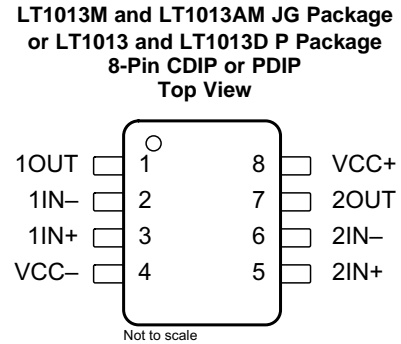 LT1013M and LT1013AM JG Package
or LT1013 and LT1013D P Package
8-Pin CDIP or PDIP
Top View
1OUT 1 8 VCC+
1IN– 2 7 2OUT
1IN+ 3 6 2IN–
VCC– 4 5 2IN+
Not to scale